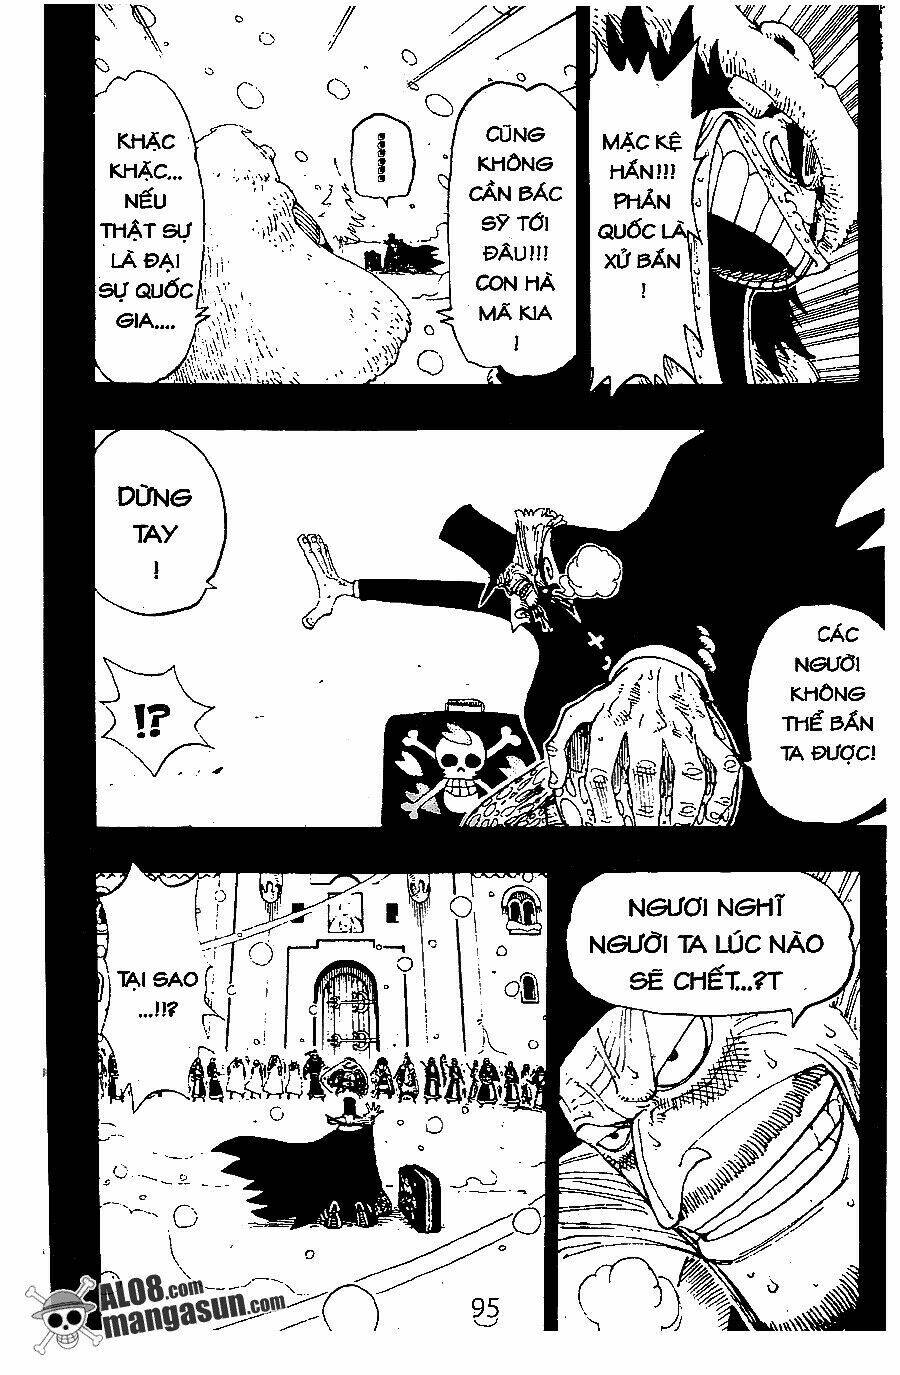 MẶC KỆ
HẮN!!!
PHẢN
QUỐC LÀ
XỬ BẮN
!
CŨNG
KHÔNG
CẦN BÁC
SỸ TỚI
ĐÂU!!!
CON HÀ
MÃ KIA
!
KHẶC
KHẶC...
NẾU
THẬT SỰ
LÀ ĐẠI
SỰ QUỐC
GIA....
DỪNG
TAY
!
!?
CÁC
NGƯỜI
KHÔNG
THỂ BẮN
TA ĐƯỢC!
NGƯƠI NGHĨ
NGƯỜI TA LÚC NÀO
SẼ CHẾT...?T
TẠI SAO
...!!?
95
AL08.com
mangasun.com